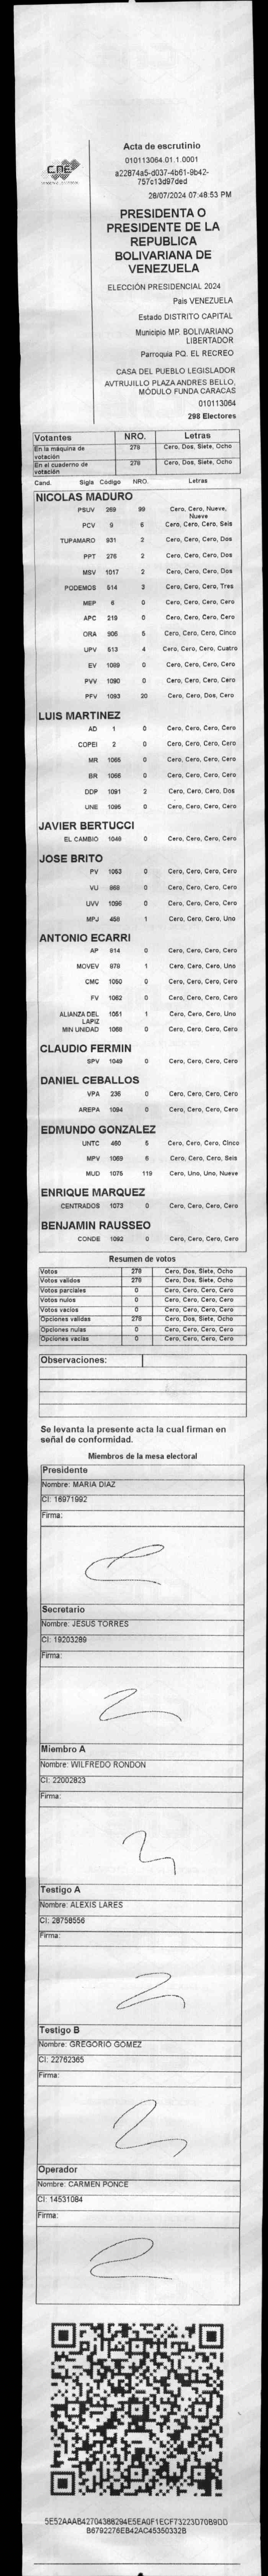 CNE
Acta de escrutinio
010113064.01.1.0001
a22874a5-d037-4b61-9b42-
757c13d97ded
28/07/2024 07:48:53 PM
PRESIDENTA O
PRESIDENTE DE LA
REPUBLICA
BOLIVARIANA DE
VENEZUELA
ELECCIÓN PRESIDENCIAL 2024
Pais VENEZUELA
Estado DISTRITO CAPITAL
Municipio MP. BOLIVARIANO
LIBERTADOR
Parroquia PQ. EL RECREO
CASA DEL PUEBLO LEGISLADOR
AVTRUJILLO PLAZA ANDRES BELLO,
MÓDULO FUNDA CARACAS
010113064
298 Electores
Votantes NRO. Letras
En la máquina de votación 278 Cero, Dos, Siete, Ocho
En el cuaderno de votación 278 Cero, Dos, Siete, Ocho
Cand. Sigla Código NRO. Letras
NICOLAS MADURO
PSUV 269 99 Cero, Cero, Nueve, Nueve
PCV 9 6 Cero, Cero, Cero, Seis
TUPAMARO 931 2 Cero, Cero, Cero, Dos
PPT 276 2 Cero, Cero, Cero, Dos
MSV 1017 2 Cero, Cero, Cero, Dos
PODEMOS 514 3 Cero, Cero, Cero, Tres
MEP 6 0 Cero, Cero, Cero, Cero
APC 219 0 Cero, Cero, Cero, Cero
ORA 906 5 Cero, Cero, Cero, Cinco
UPV 513 4 Cero, Cero, Cero, Cuatro
EV 1089 0 Cero, Cero, Cero, Cero
PVV 1090 0 Cero, Cero, Cero, Cero
PFV 1093 20 Cero, Cero, Dos, Cero
LUIS MARTINEZ
AD 1 0 Cero, Cero, Cero, Cero
COPEI 2 0 Cero, Cero, Cero, Cero
MR 1065 0 Cero, Cero, Cero, Cero
BR 1066 0 Cero, Cero, Cero, Cero
DDP 1091 2 Cero, Cero, Cero, Dos
UNE 1095 0 Cero, Cero, Cero, Cero
JAVIER BERTUCCI
EL CAMBIO 1048 0 Cero, Cero, Cero, Cero
JOSE BRITO
PV 1053 0 Cero, Cero, Cero, Cero
VU 868 0 Cero, Cero, Cero, Cero
UVV 1096 0 Cero, Cero, Cero, Cero
MPJ 458 1 Cero, Cero, Cero, Uno
ANTONIO ECARRI
AP 814 0 Cero, Cero, Cero, Cero
MOVEV 878 1 Cero, Cero, Cero, Uno
CMC 1050 0 Cero, Cero, Cero, Cero
FV 1062 0 Cero, Cero, Cero, Cero
ALIANZA DEL LAPIZ 1051 1 Cero, Cero, Cero, Uno
MIN UNIDAD 1068 0 Cero, Cero, Cero, Cero
CLAUDIO FERMIN
SPV 1049 0 Cero, Cero, Cero, Cero
DANIEL CEBALLOS
VPA 236 0 Cero, Cero, Cero, Cero
AREPA 1094 0 Cero, Cero, Cero, Cero
EDMUNDO GONZALEZ
UNTC 460 5 Cero, Cero, Cero, Cinco
MPV 1069 6 Cero, Cero, Cero, Seis
MUD 1075 119 Cero, Uno, Uno, Nueve
ENRIQUE MARQUEZ
CENTRADOS 1073 0 Cero, Cero, Cero, Cero
BENJAMIN RAUSSEO
CONDE 1092 0 Cero, Cero, Cero, Cero
Resumen de votos
Votos 278 Cero, Dos, Siete, Ocho
Votos validos 278 Cero, Dos, Siete, Ocho
Votos parciales 0 Cero, Cero, Cero, Cero
Votos nulos 0 Cero, Cero, Cero, Cero
Votos vacios 0 Cero, Cero, Cero, Cero
Opciones validas 278 Cero, Dos, Siete, Ocho
Opciones nulas 0 Cero, Cero, Cero, Cero
Opciones vacias 0 Cero, Cero, Cero, Cero
Observaciones:
Se levanta la presente acta la cual firman en
señal de conformidad.
Miembros de la mesa electoral
Presidente
Nombre: MARIA DIAZ
CI: 16971992
Firma:
Secretario
Nombre: JESUS TORRES
CI: 19203289
Firma:
Miembro A
Nombre: WILFREDO RONDON
CI: 22002823
Firma:
Testigo A
Nombre: ALEXIS LARES
CI: 28758556
Firma:
Testigo B
Nombre: GREGORIO GOMEZ
CI: 22762365
Firma:
Operador
Nombre: CARMEN PONCE
CI: 14531084
Firma:
5E52AAAB42704388294E5EA0F1ECF73223D70B9DD
B6792276EB42AC45350332B